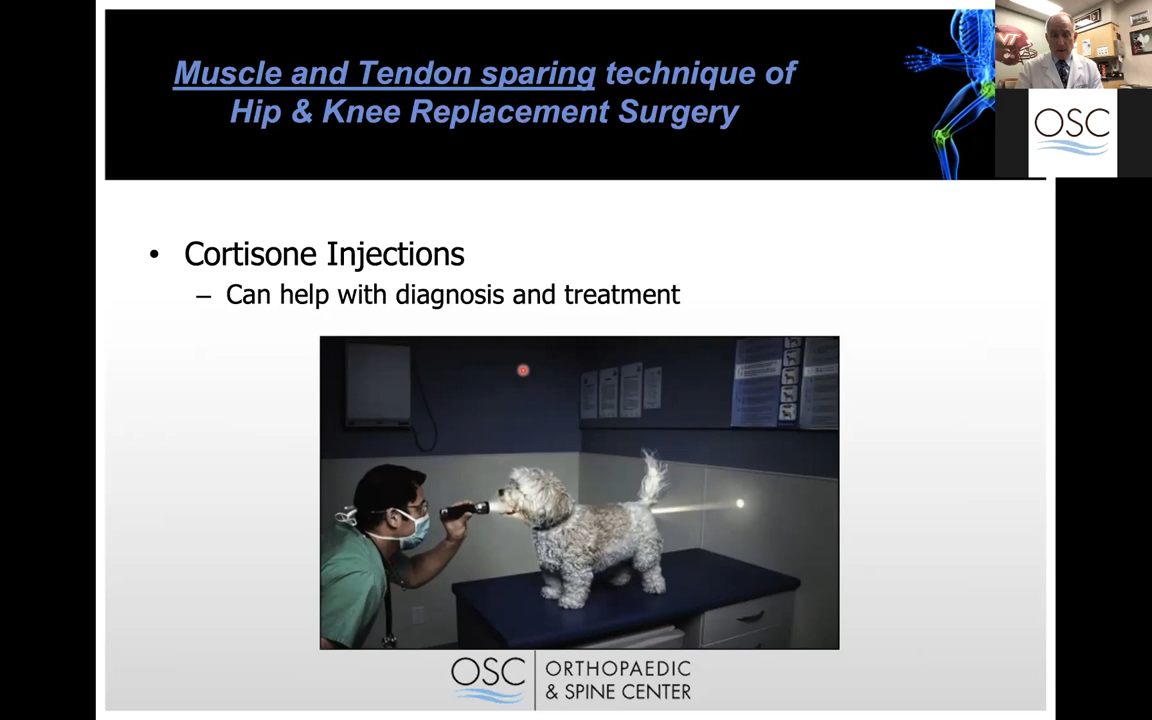 Muscle and Tendon sparing technique of
Hip & Knee Replacement Surgery
VT
OSC
• Cortisone Injections
– Can help with diagnosis and treatment
OSC ORTHOPAEDIC
& SPINE CENTER